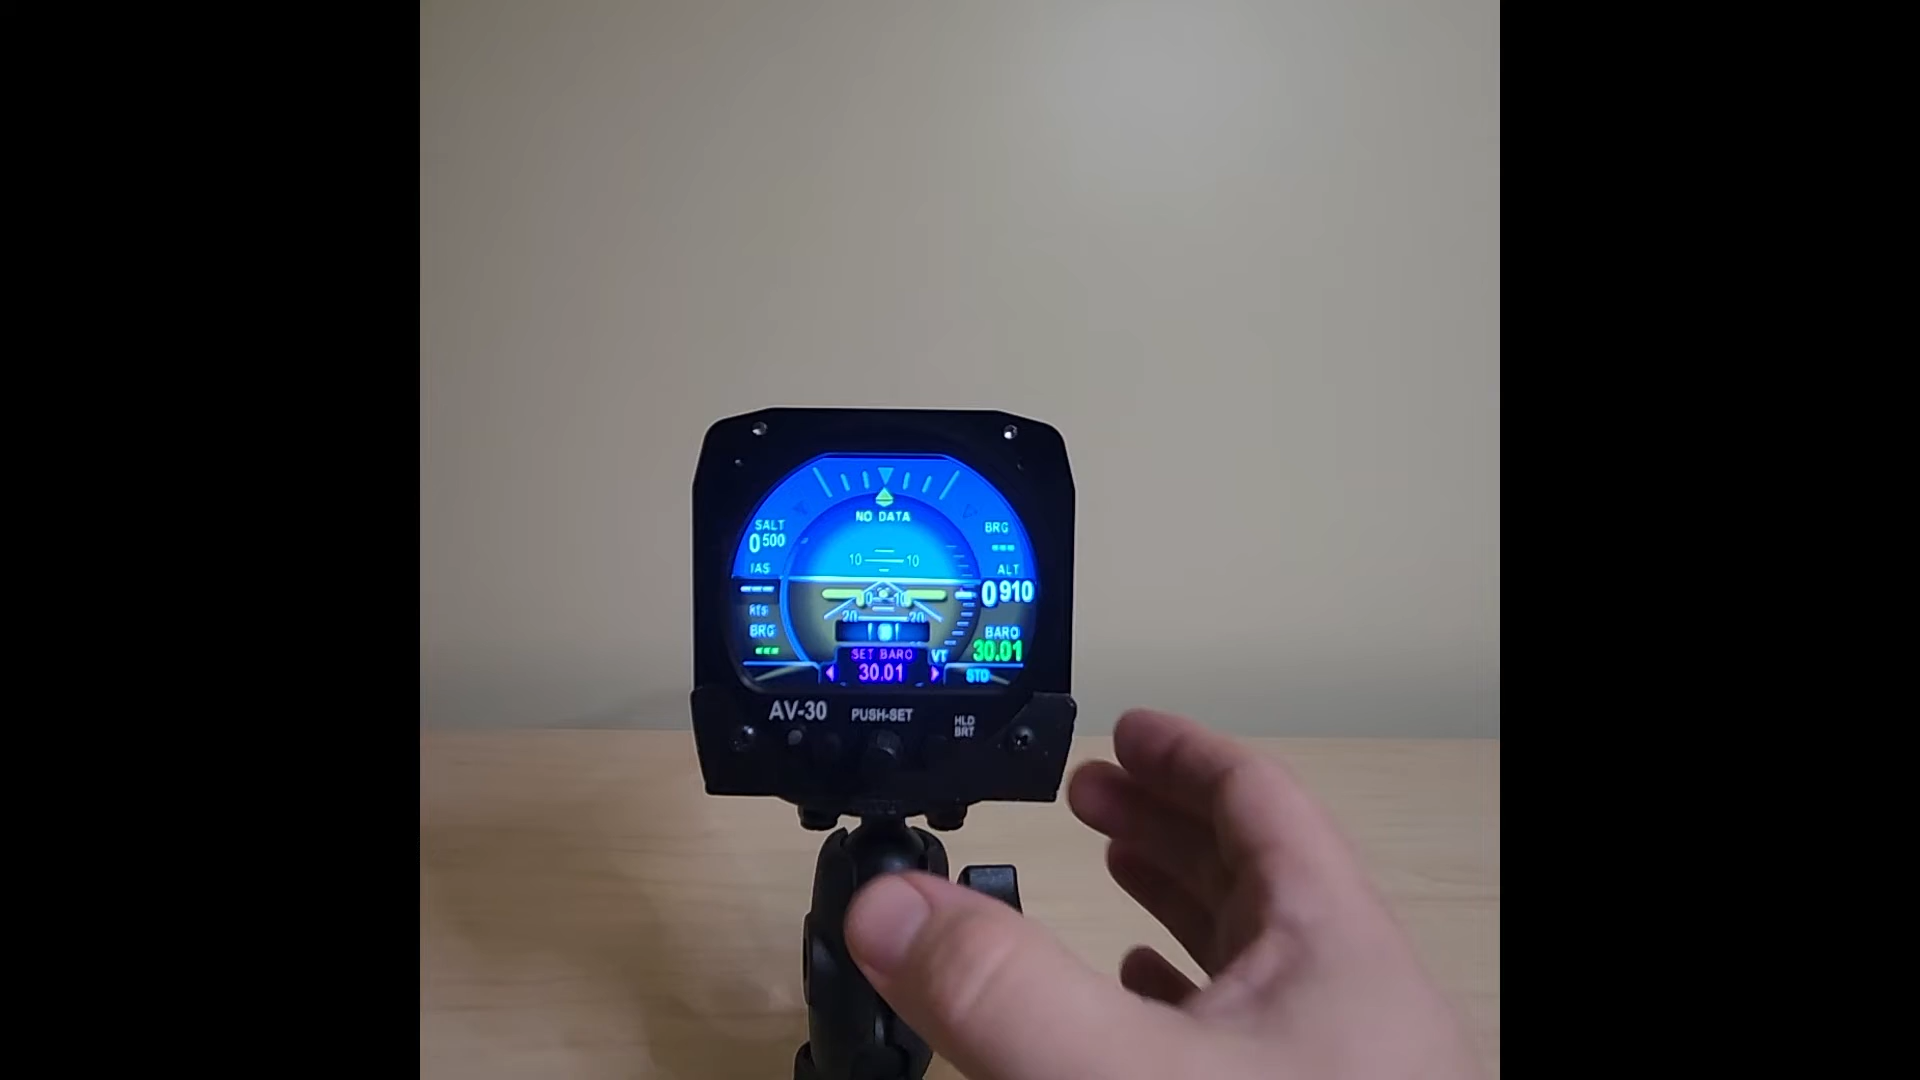 NO DATA
SALT
0500
BRG
---
10 10
IAS
ALT
0910
kts
BRG
---
20 20
BARO
30.01
SET BARO
30.01
VT
STD
AV-30
PUSH-SET
HLD
BRT